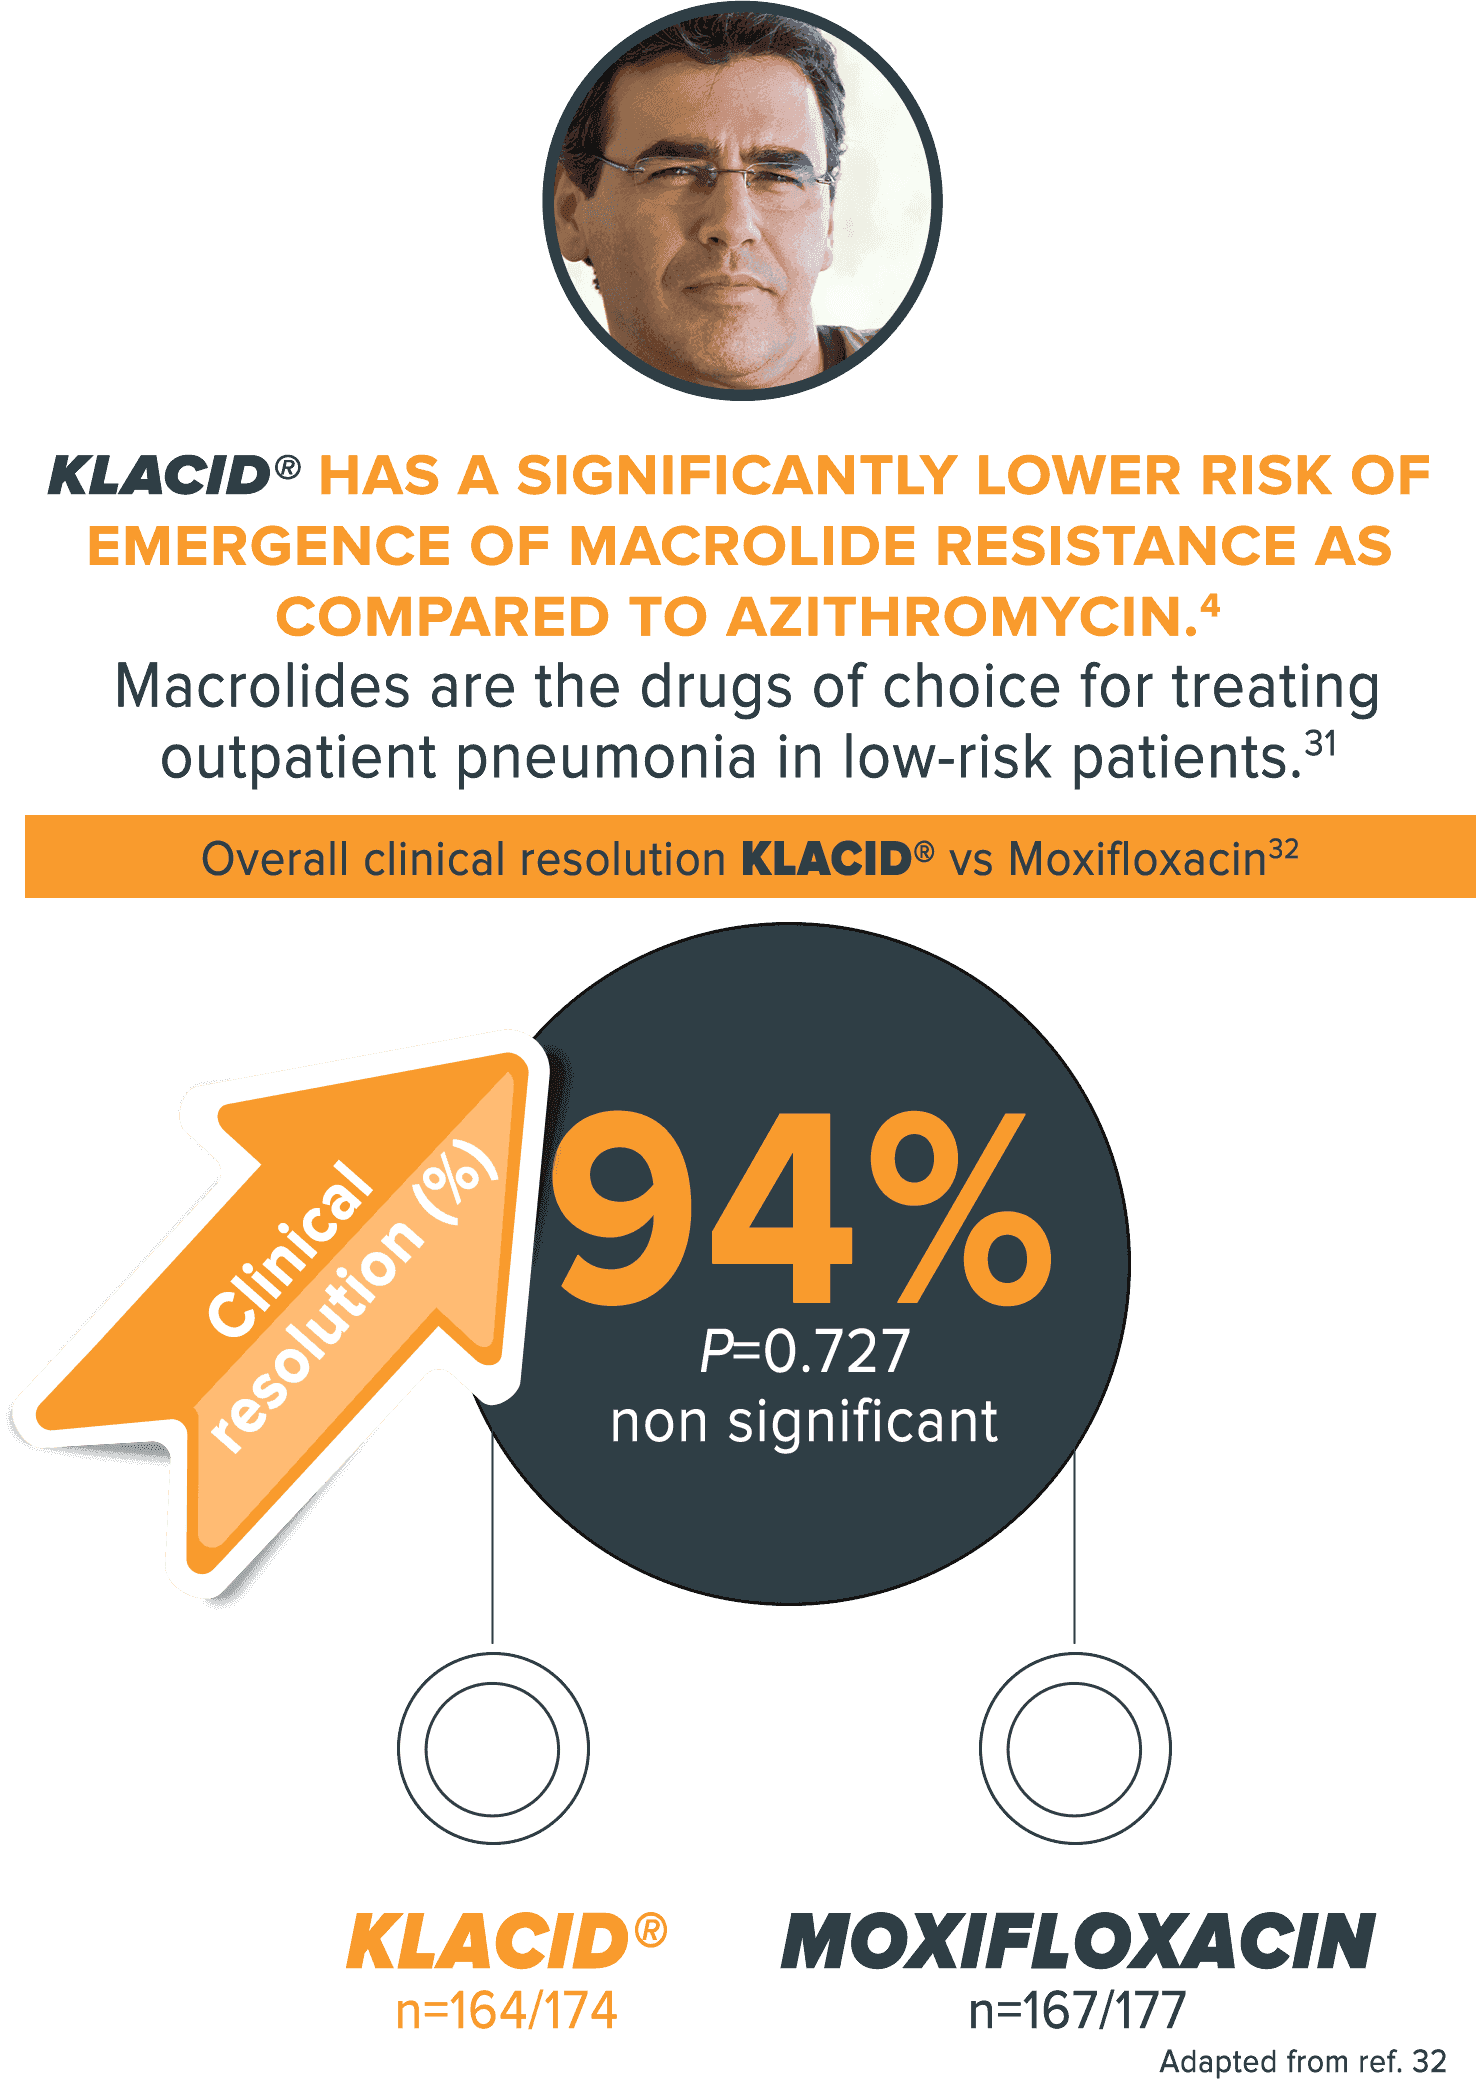 KLACID® HAS A SIGNIFICANTLY LOWER RISK OF
EMERGENCE OF MACROLIDE RESISTANCE AS
COMPARED TO AZITHROMYCIN.⁴
Macrolides are the drugs of choice for treating
outpatient pneumonia in low-risk patients.³¹
Overall clinical resolution KLACID® vs Moxifloxacin³²
Clinical
resolution (%)
94%
P=0.727
non significant
KLACID®
n=164/174
MOXIFLOXACIN
n=167/177
Adapted from ref. 32